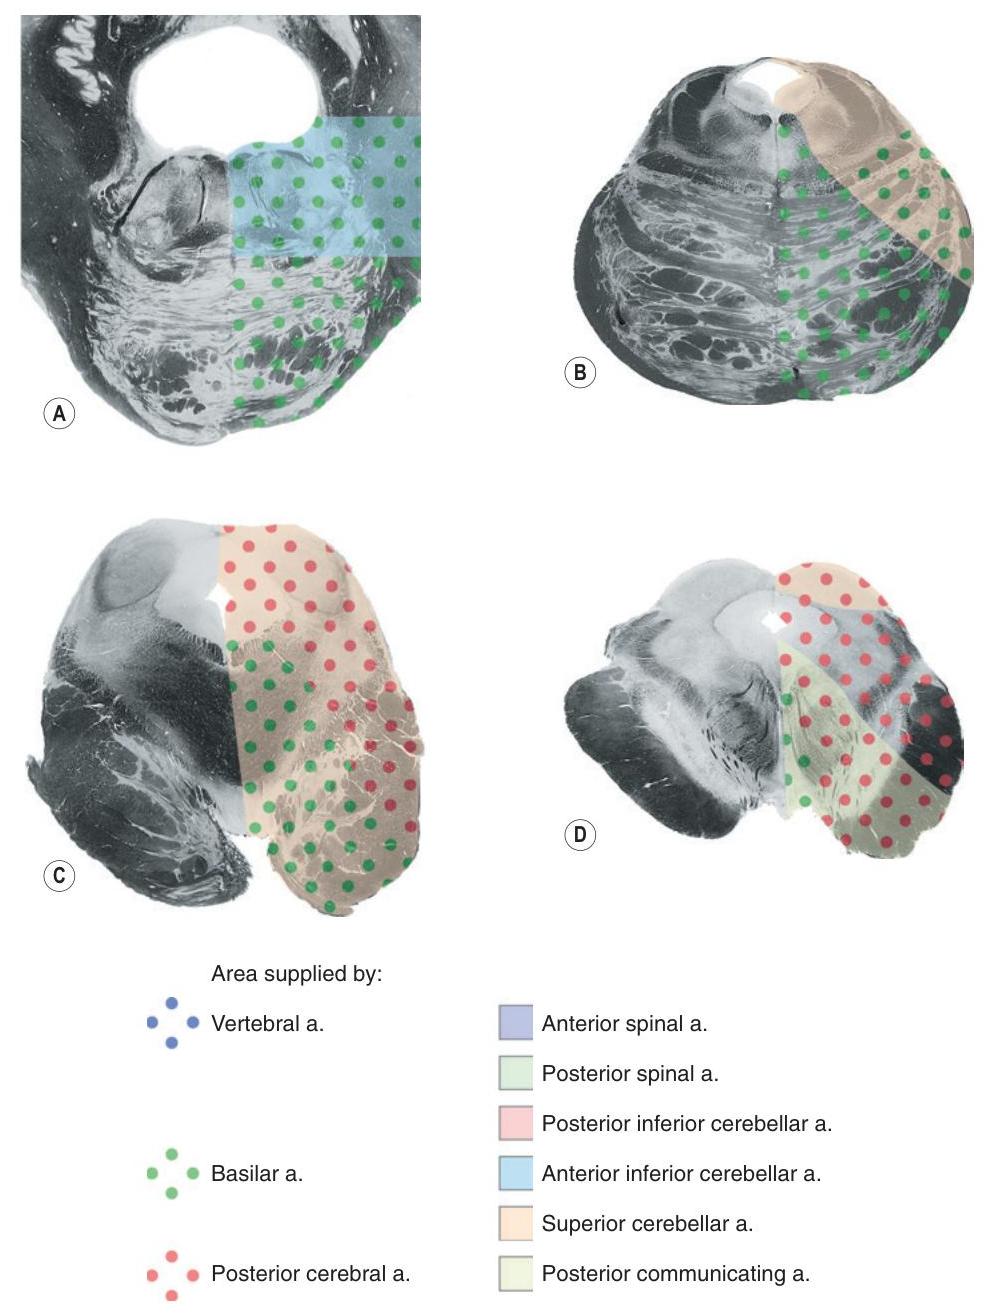 A
B
C
D
Area supplied by:
Vertebral a.
Basilar a.
Posterior cerebral a.
Anterior spinal a.
Posterior spinal a.
Posterior inferior cerebellar a.
Anterior inferior cerebellar a.
Superior cerebellar a.
Posterior communicating a.